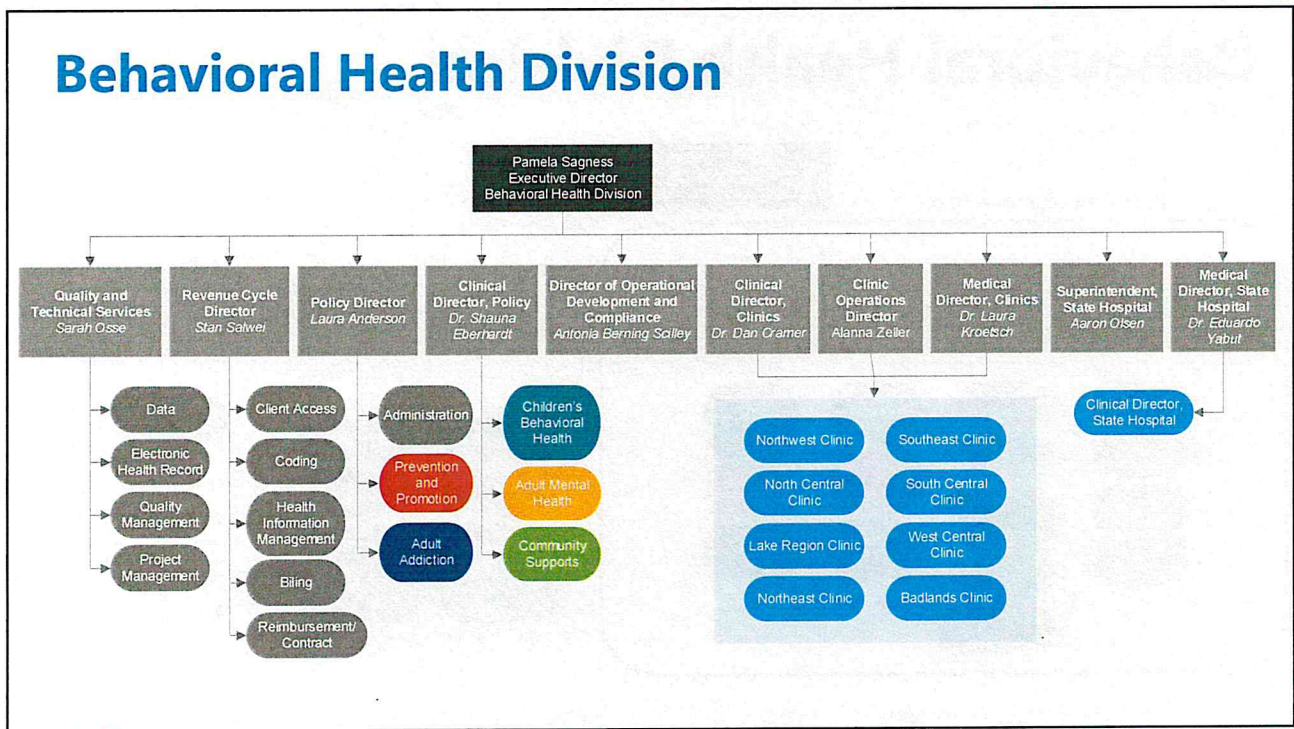 Behavioral Health Division
Pamela Sagness
Executive Director
Behavioral Health Division
Quality and
Technical Services
Sarah Osse
Revenue Cycle
Director
Stan Salwei
Policy Director
Laura Anderson
Clinical
Director, Policy
Dr. Shauna
Eberhardt
Director of Operational
Development and
Compliance
Antonia Berning Scilley
Clinical
Director,
Clinics
Dr. Dan Cramer
Clinic
Operations
Director
Alanna Zeller
Medical
Director, Clinics
Dr. Laura
Kroetsch
Superintendent,
State Hospital
Aaron Olsen
Medical
Director, State
Hospital
Dr. Eduardo
Yabut
Data
Electronic
Health Record
Quality
Management
Project
Management
Client Access
Coding
Health
Information
Management
Biling
Reimbursement/
Contract
Administration
Prevention
and
Promotion
Adult
Addiction
Children's
Behavioral
Health
Adult Mental
Health
Community
Supports
Northwest Clinic
North Central
Clinic
Lake Region Clinic
Northeast Clinic
Southeast Clinic
South Central
Clinic
West Central
Clinic
Badlands Clinic
Clinical Director,
State Hospital